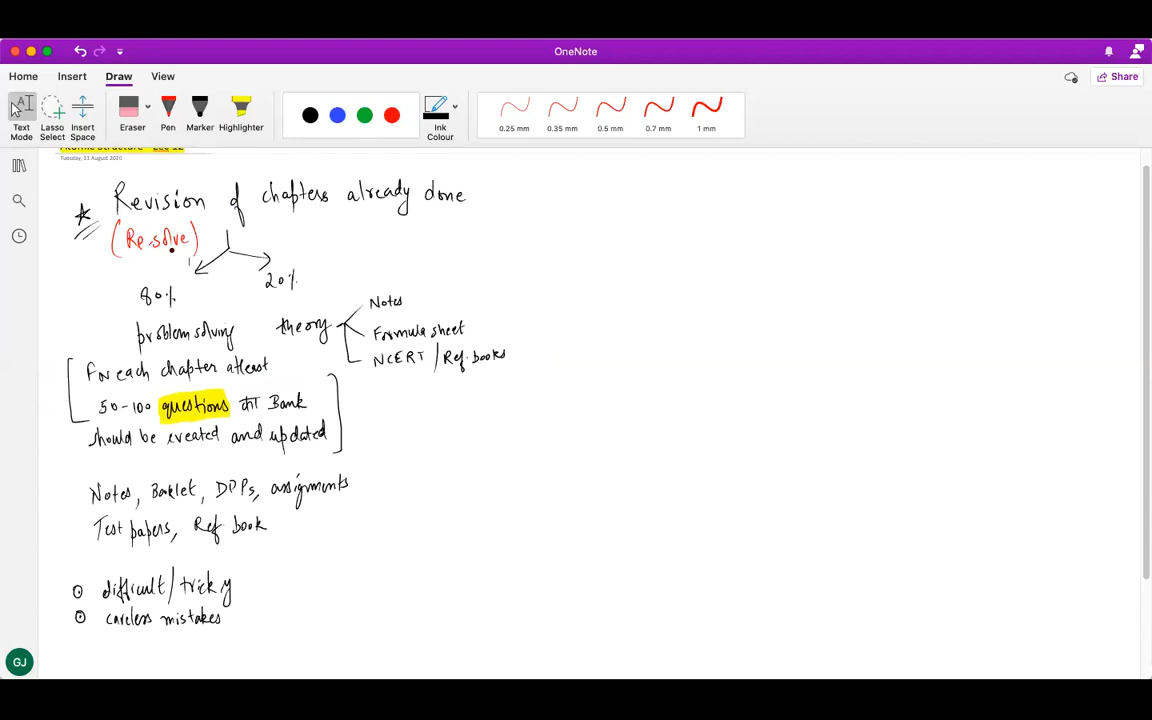 OneNote
Home Insert Draw View
Share
Text Mode
Lasso Select
Insert Space
Eraser
Pen
Marker
Highlighter
Ink Colour
0.25 mm
0.35 mm
0.5 mm
0.7 mm
1 mm
Tuesday, 11 August 2020
Revision of chapters already done
(Re-solve)
80% 20%
problem solving theory
Notes
Formula sheet
NCERT / Ref. books
For each chapter atleast
50-100 questions Bank
should be created and updated
Notes, Booklet, DPPs, assignments
Test papers, Ref book
difficult / tricky
careless mistakes
GJ